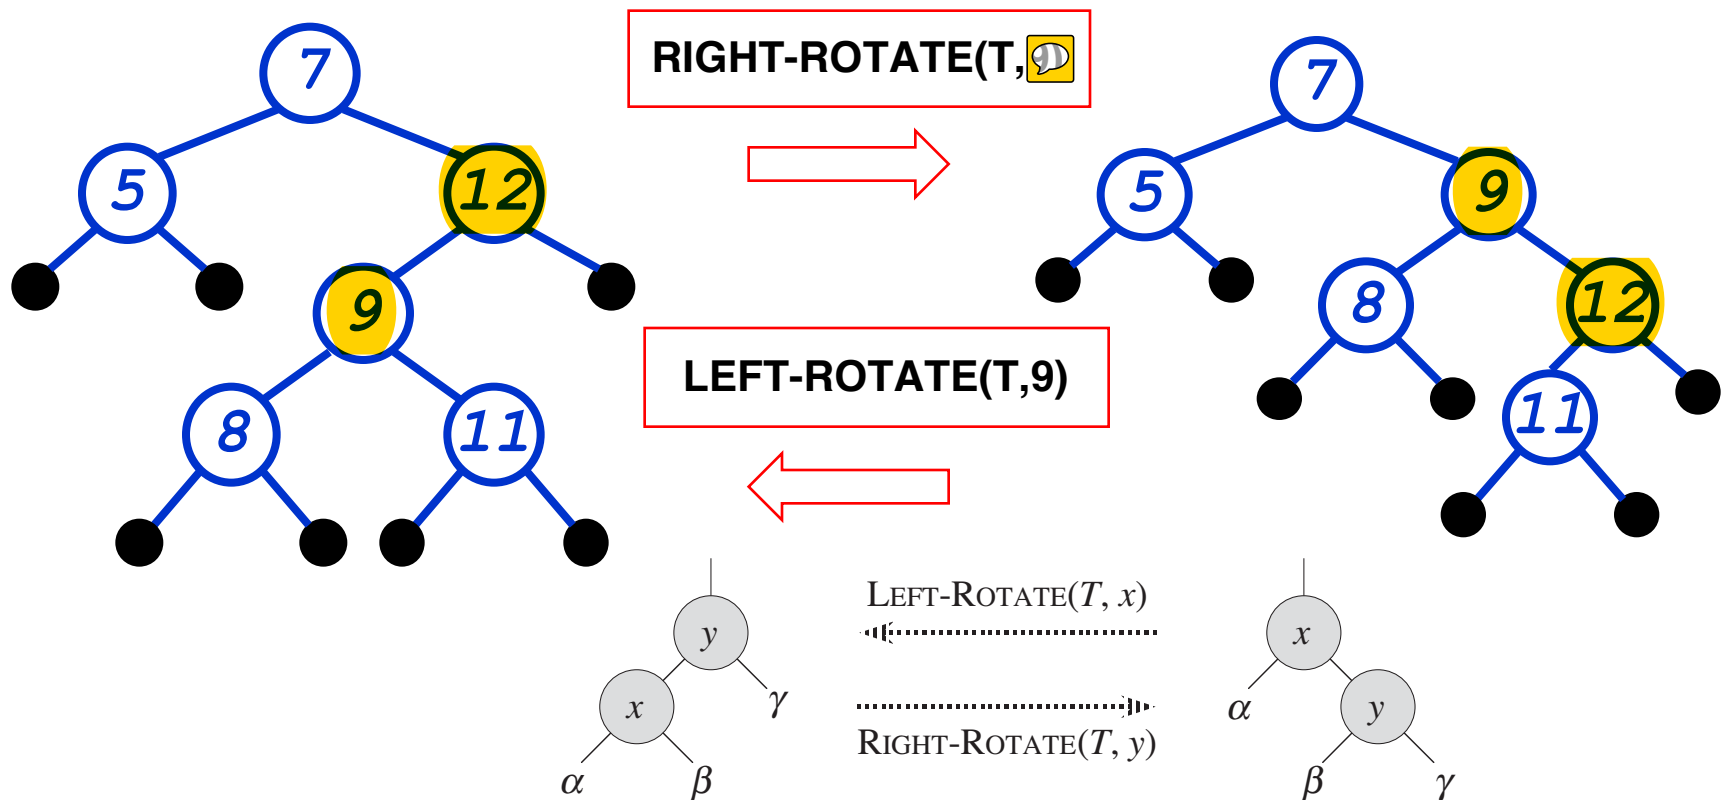 RIGHT-ROTATE(T,
7
5
12
9
8
11
7
5
9
8
12
11
LEFT-ROTATE(T,9)
LEFT-ROTATE(T, x)
RIGHT-ROTATE(T, y)
y
x
γ
α
β
x
α
y
β
γ